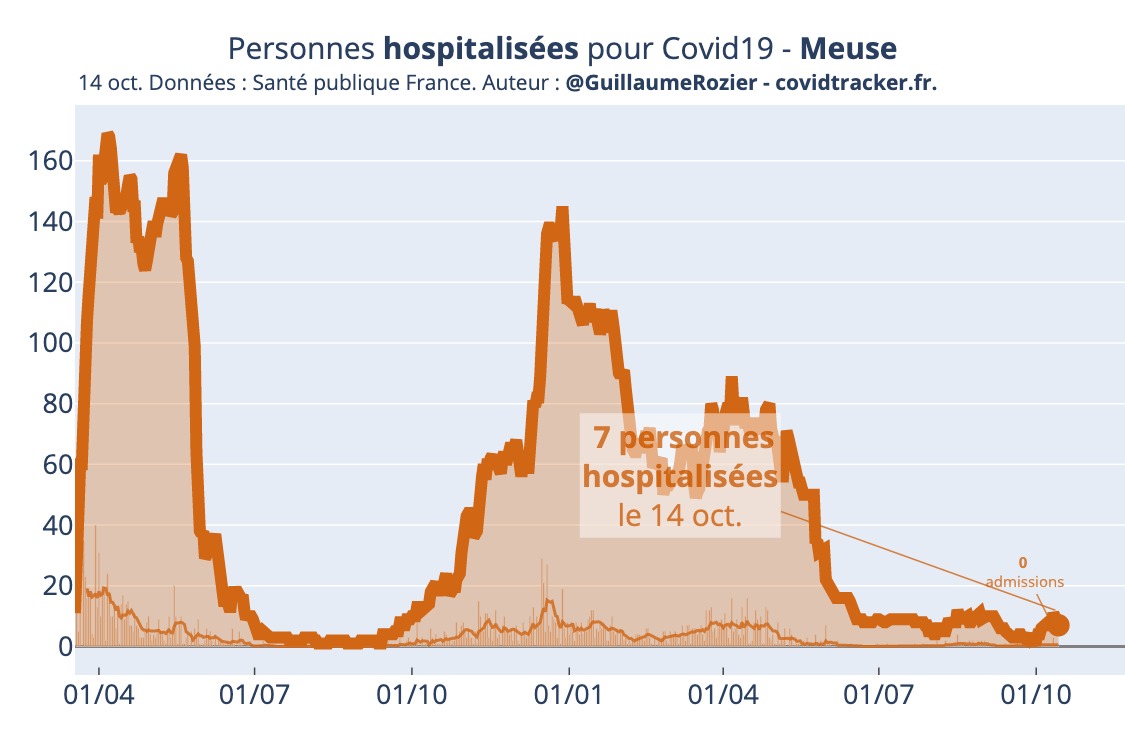 Personnes hospitalisées pour Covid19 - Meuse
14 oct. Données : Santé publique France. Auteur : @GuillaumeRozier - covidtracker.fr.
160
140
120
100
80
60
40
20
0
7 personnes
hospitalisées
le 14 oct.
0
admissions
01/04
01/07
01/10
01/01
01/04
01/07
01/10